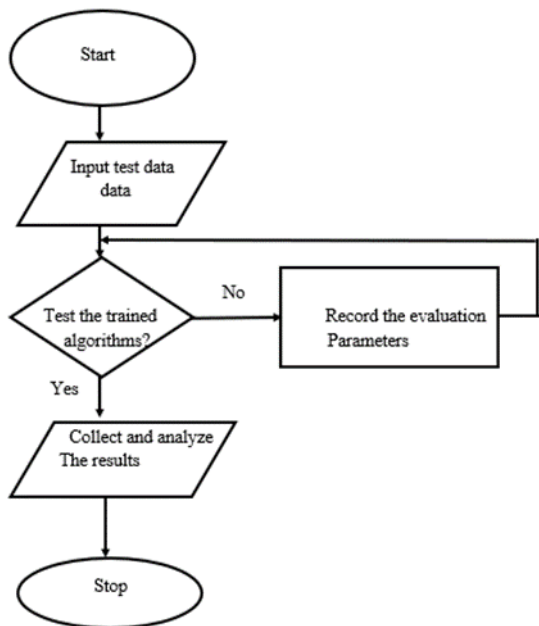 Start
Input test data
data
Test the trained
algorithms?
No
Record the evaluation
Parameters
Yes
Collect and analyze
The results
Stop